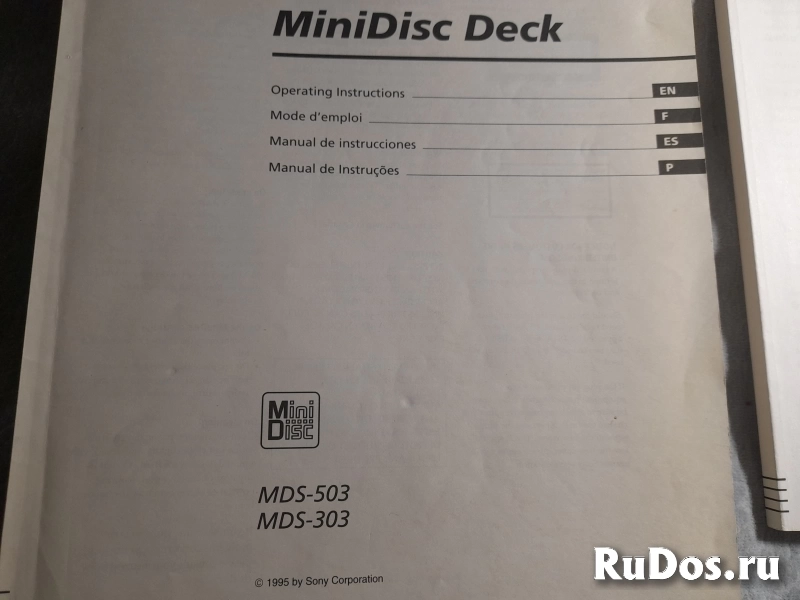 MiniDisc Deck
Operating Instructions EN
Mode d'emploi F
Manual de instrucciones ES
Manual de Instruções P
Mini
Disc
MDS-503
MDS-303
© 1995 by Sony Corporation
RuDos.ru